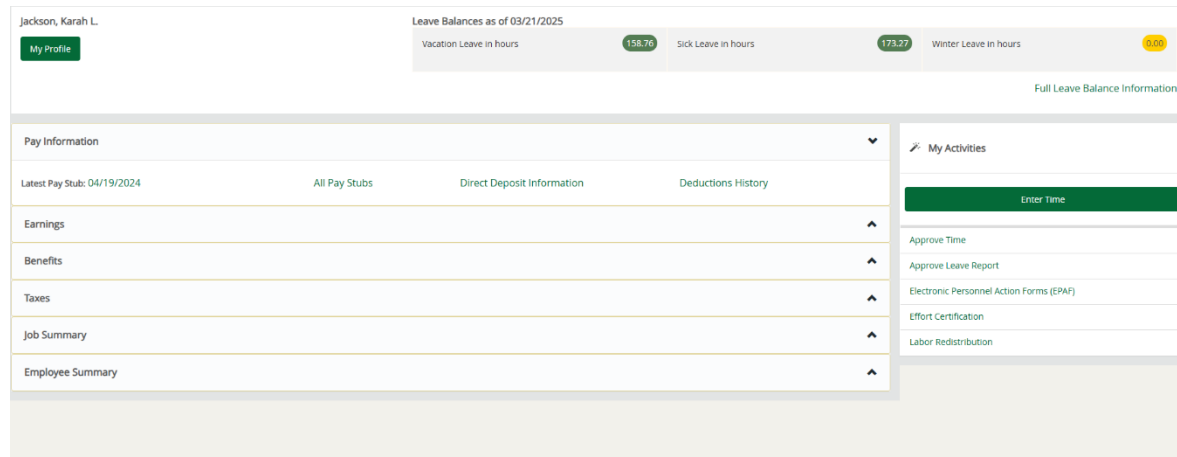 Jackson, Karah L.
My Profile
Leave Balances as of 03/21/2025
Vacation Leave in hours 158.76 Sick Leave in hours 173.27 Winter Leave in hours 0.00
Full Leave Balance Information
Pay Information
Latest Pay Stub: 04/19/2024 All Pay Stubs Direct Deposit Information Deductions History
Earnings
Benefits
Taxes
Job Summary
Employee Summary
My Activities
Enter Time
Approve Time
Approve Leave Report
Electronic Personnel Action Forms (EPAF)
Effort Certification
Labor Redistribution